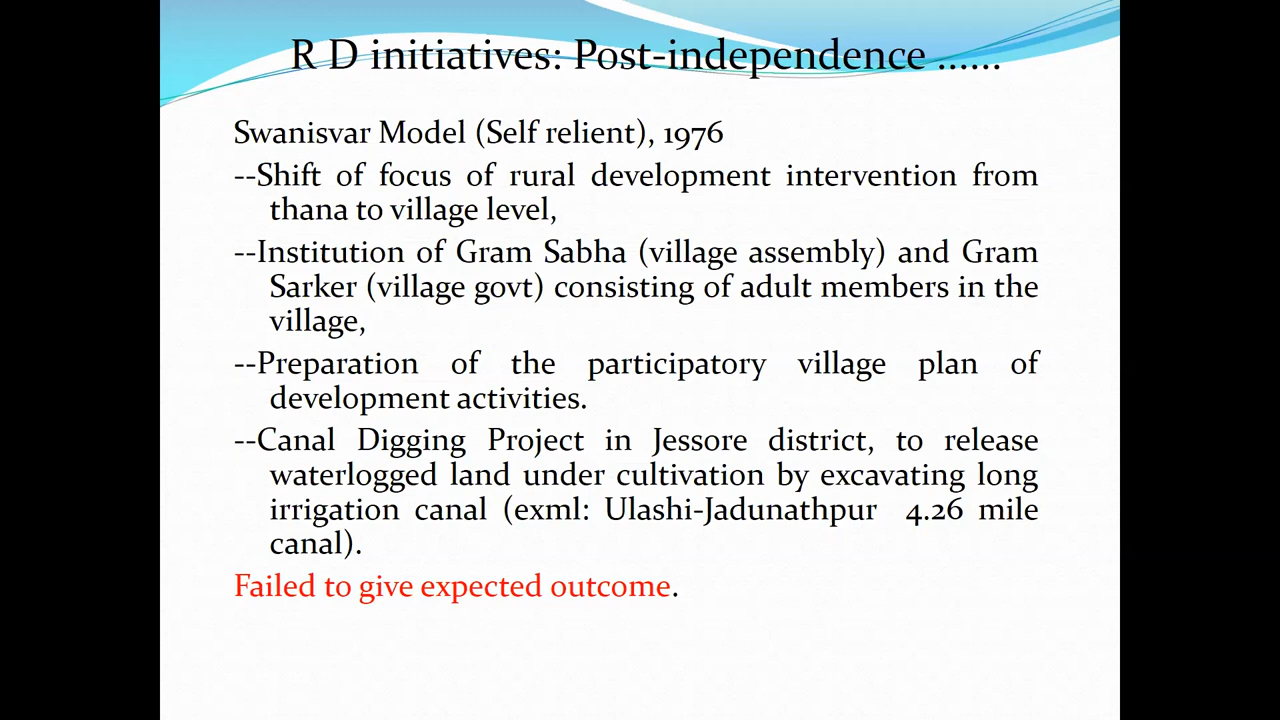 R D initiatives: Post-independence ......
Swanisvar Model (Self relient), 1976
--Shift of focus of rural development intervention from
thana to village level,
--Institution of Gram Sabha (village assembly) and Gram
Sarker (village govt) consisting of adult members in the
village,
--Preparation of the participatory village plan of
development activities.
--Canal Digging Project in Jessore district, to release
waterlogged land under cultivation by excavating long
irrigation canal (exml: Ulashi-Jadunathpur 4.26 mile
canal).
Failed to give expected outcome.